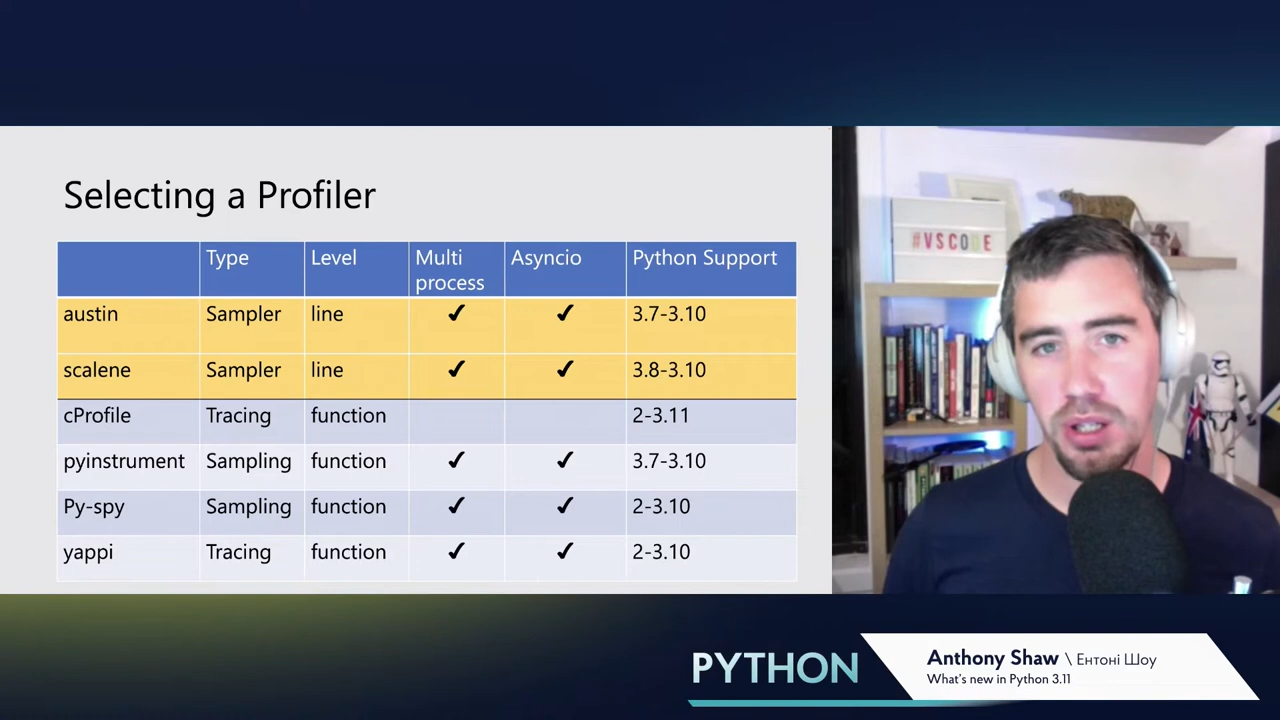 Selecting a Profiler
Type Level Multi process Asyncio Python Support
austin Sampler line ✔ ✔ 3.7-3.10
scalene Sampler line ✔ ✔ 3.8-3.10
cProfile Tracing function 2-3.11
pyinstrument Sampling function ✔ ✔ 3.7-3.10
Py-spy Sampling function ✔ ✔ 2-3.10
yappi Tracing function ✔ ✔ 2-3.10
#VSCODE
PYTHON
Anthony Shaw \ Ентоні Шоу
What's new in Python 3.11